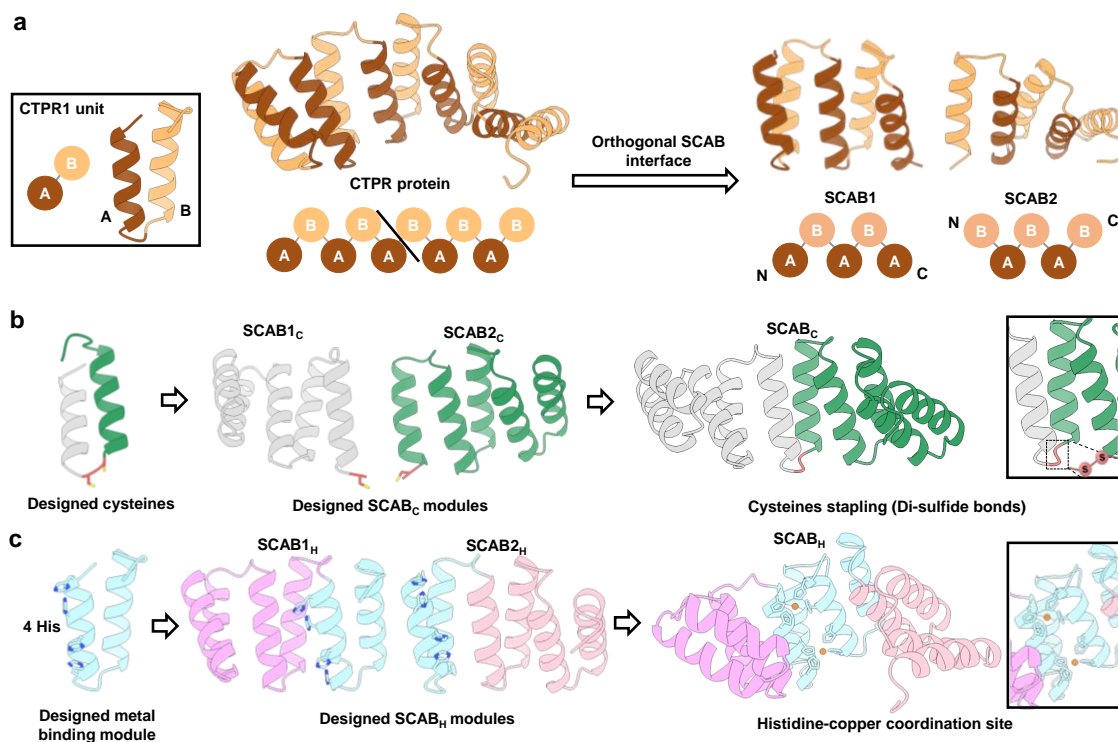 a
CTPR1 unit
B
A
A
B
CTPR protein
B B B B B
A A A A A
Orthogonal SCAB
interface
SCAB1
B B
A A A
N
C
SCAB2
N
B B B
C
A A
b
Designed cysteines
SCAB1C
SCAB2C
Designed SCABC modules
SCABC
Cysteines stapling (Di-sulfide bonds)
S
S
c
4 His
Designed metal
binding module
SCAB1H
SCAB2H
Designed SCABH modules
SCABH
Histidine-copper coordination site